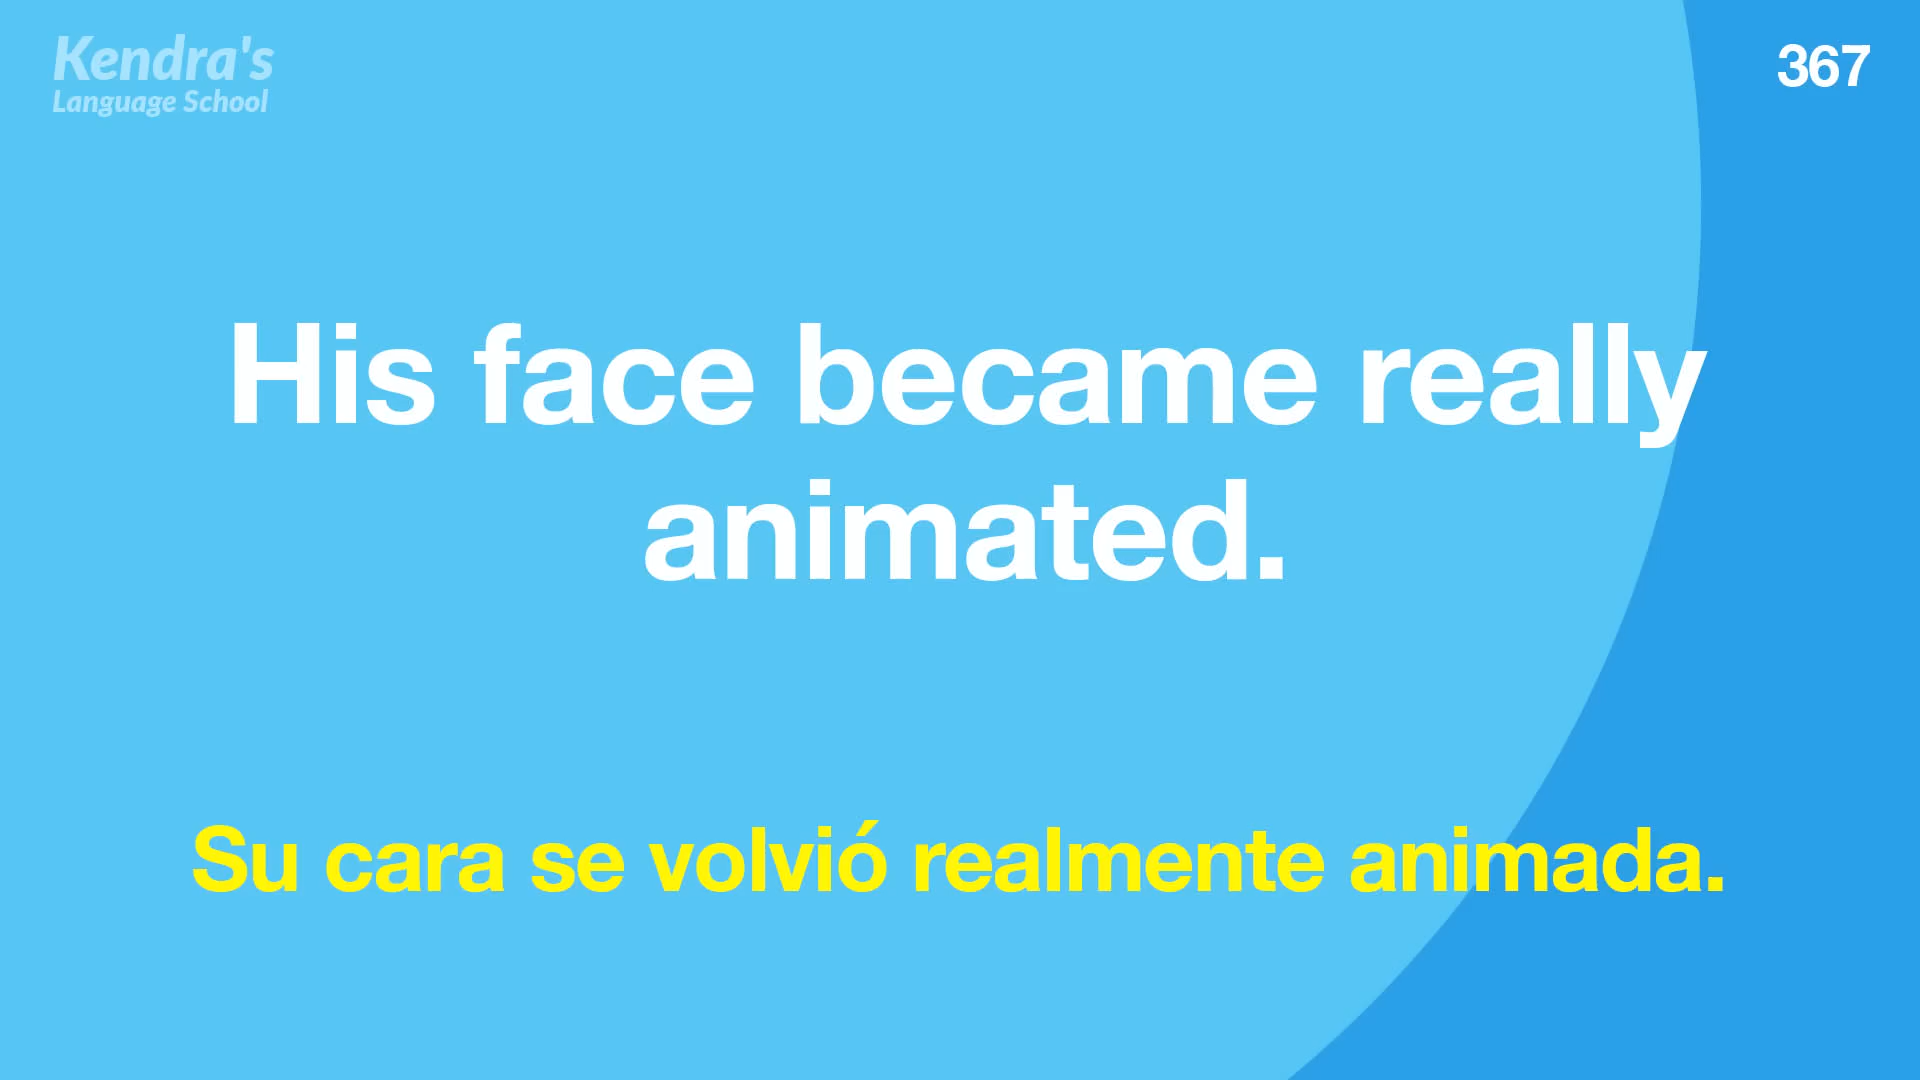 Kendra's
Language School
367
His face became really
animated.
Su cara se volvió realmente animada.